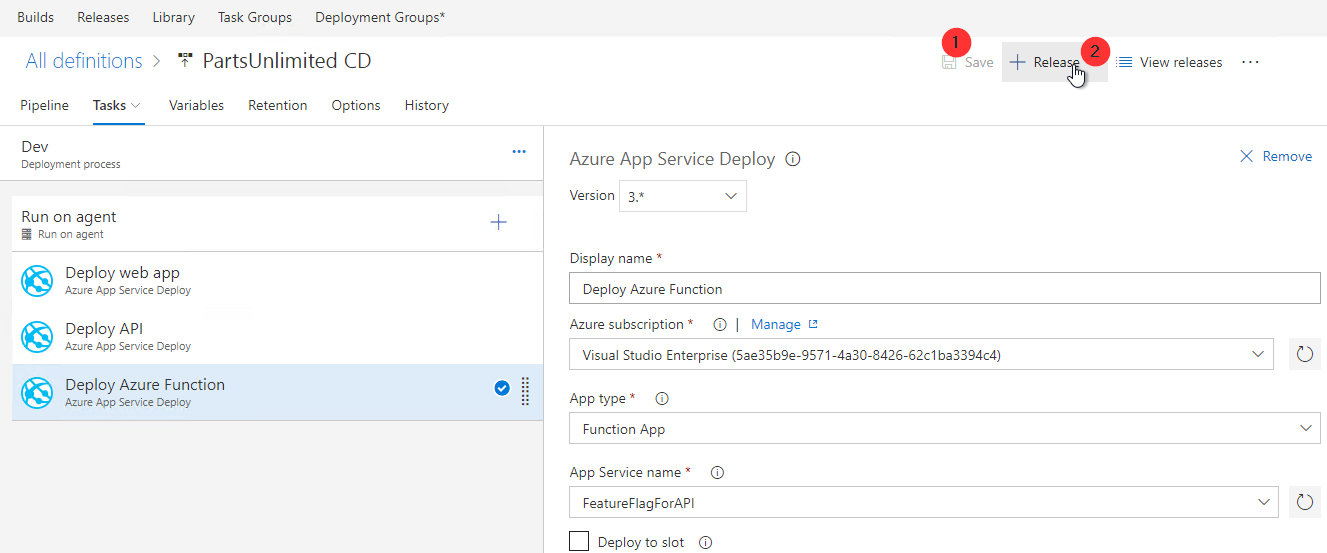 Builds Releases Library Task Groups Deployment Groups*
All definitions > PartsUnlimited CD
1 Save + Release 2 View releases ...
Pipeline Tasks Variables Retention Options History
Dev
Deployment process
...
Run on agent
Run on agent
Deploy web app
Azure App Service Deploy
Deploy API
Azure App Service Deploy
Deploy Azure Function
Azure App Service Deploy
Azure App Service Deploy
Remove
Version 3.*
Display name *
Deploy Azure Function
Azure subscription * | Manage
Visual Studio Enterprise (5ae35b9e-9571-4a30-8426-62c1ba3394c4)
App type *
Function App
App Service name *
FeatureFlagForAPI
Deploy to slot